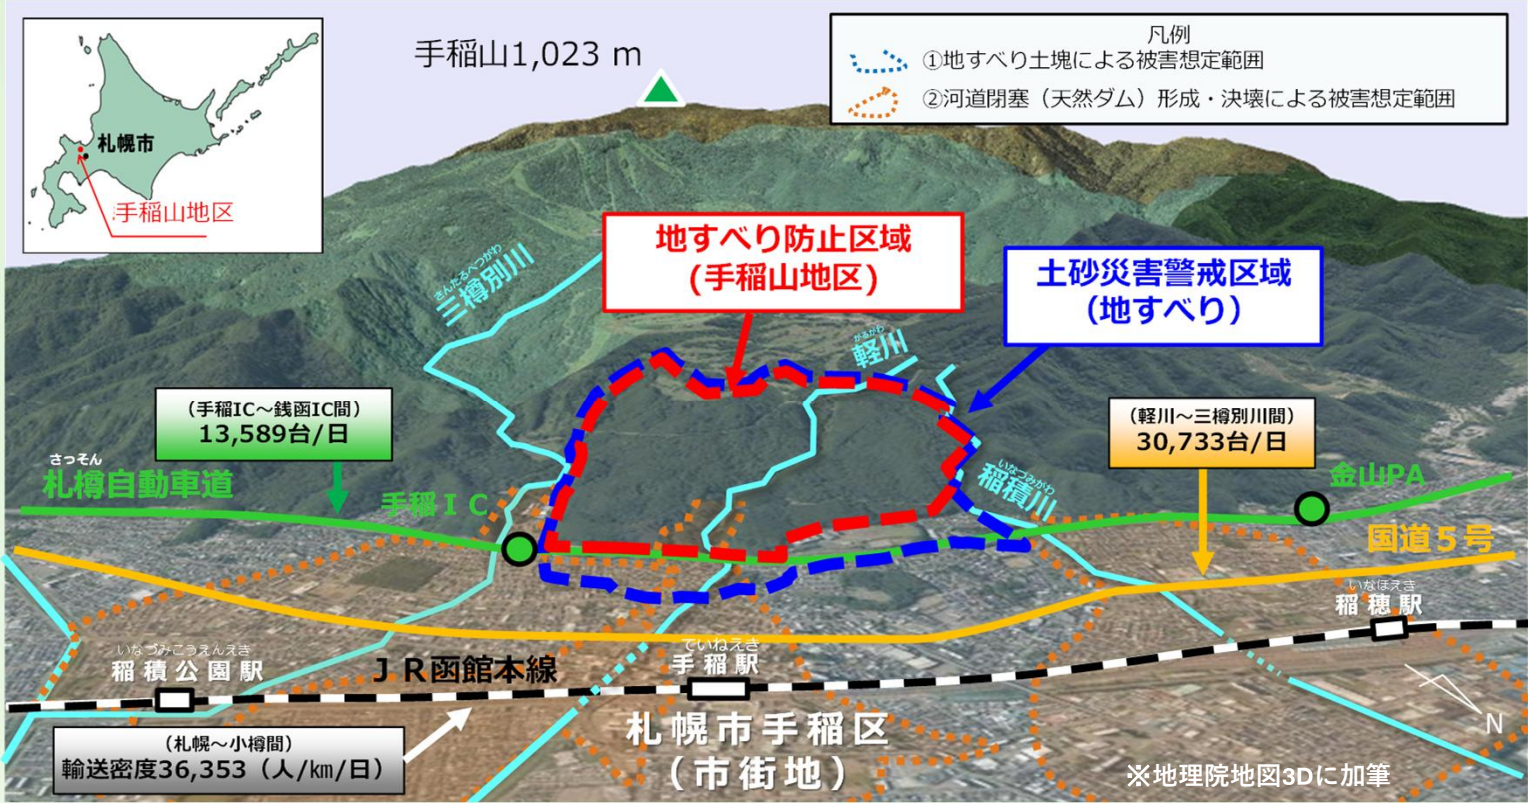 札幌市
手稲山地区
手稲山1,023 m
凡例
①地すべり土塊による被害想定範囲
②河道閉塞(天然ダム)形成・決壊による被害想定範囲
地すべり防止区域
(手稲山地区)
土砂災害警戒区域
(地すべり)
さんたるべつがわ
三樽別川
がるがわ
軽川
(手稲IC~銭函IC間)
13,589台/日
(軽川~三樽別川間)
30,733台/日
さっそん
札樽自動車道
手稲IC
いなづみがわ
稲積川
金山PA
国道5号
いなほえき
稲穂駅
いなづみこうえんえき
稲積公園駅
JR函館本線
ていねえき
手稲駅
札幌市手稲区
(市街地)
N
(札幌~小樽間)
輸送密度36,353(人/km/日)
※地理院地図3Dに加筆